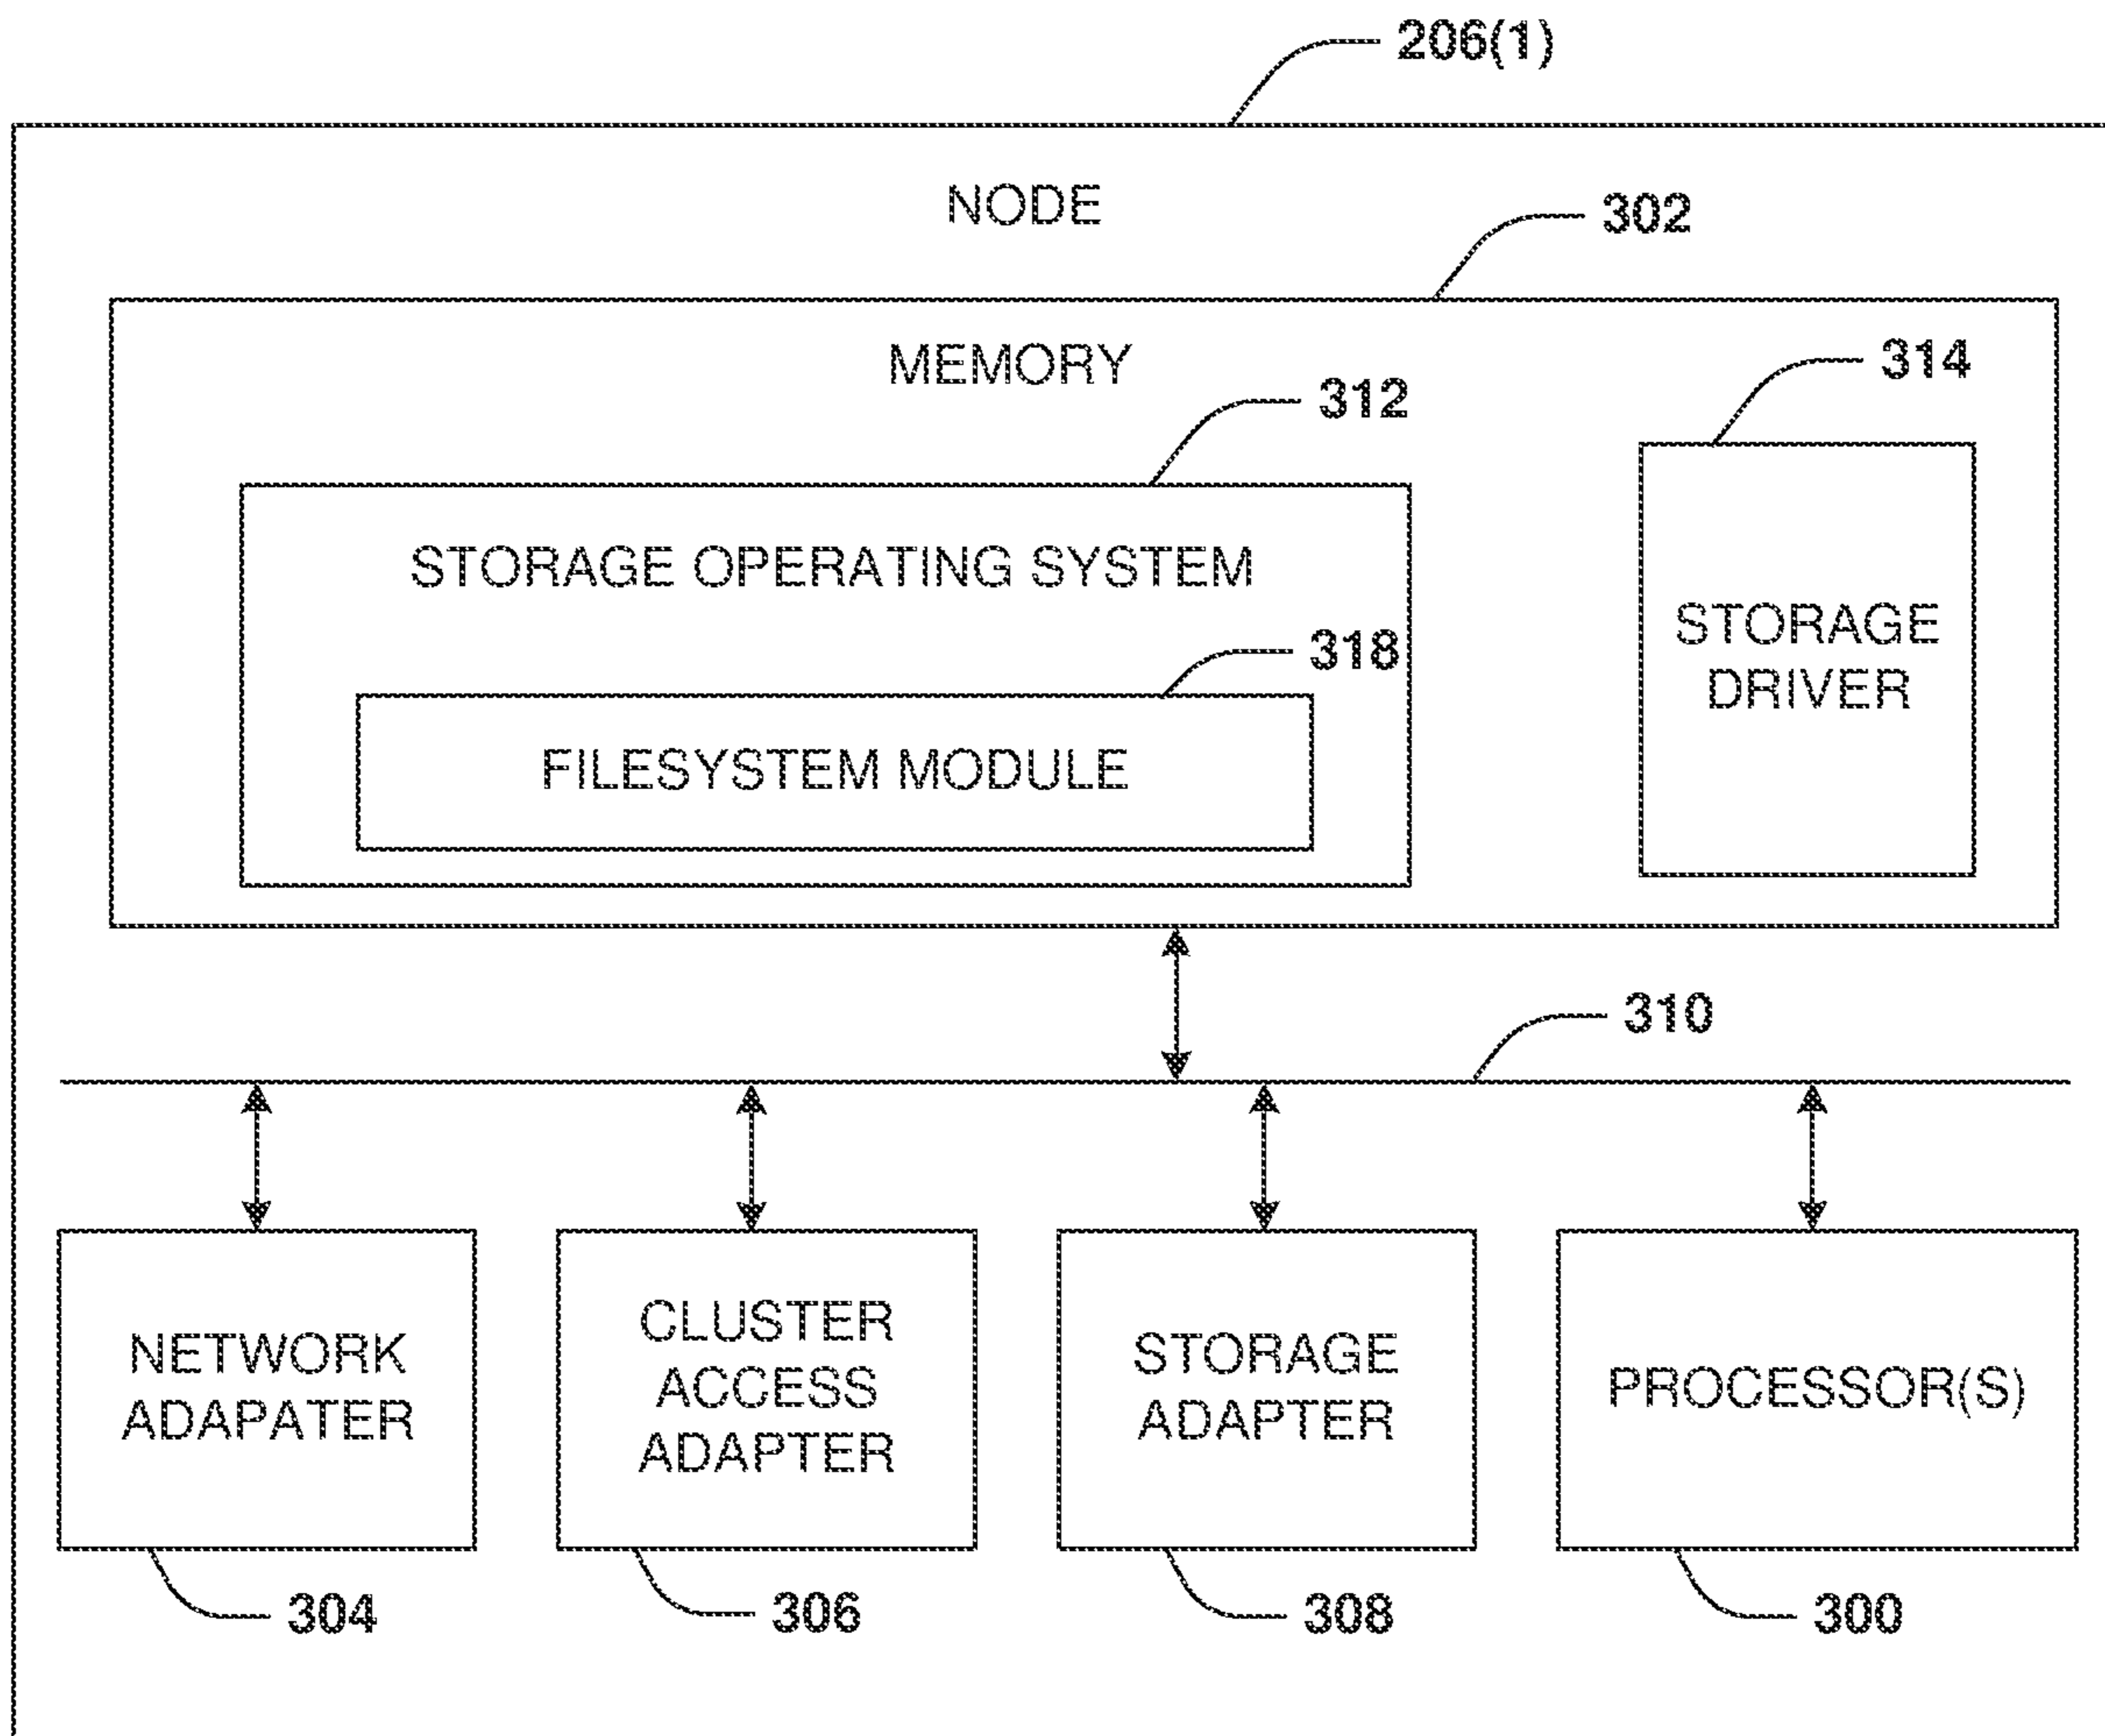 206(1)
NODE
302
MEMORY
314
312
STORAGE OPERATING SYSTEM
STORAGE
DRIVER
318
FILESYSTEM MODULE
310
NETWORK
ADAPATER
CLUSTER
ACCESS
ADAPTER
STORAGE
ADAPTER
PROCESSOR(S)
304
306
308
300